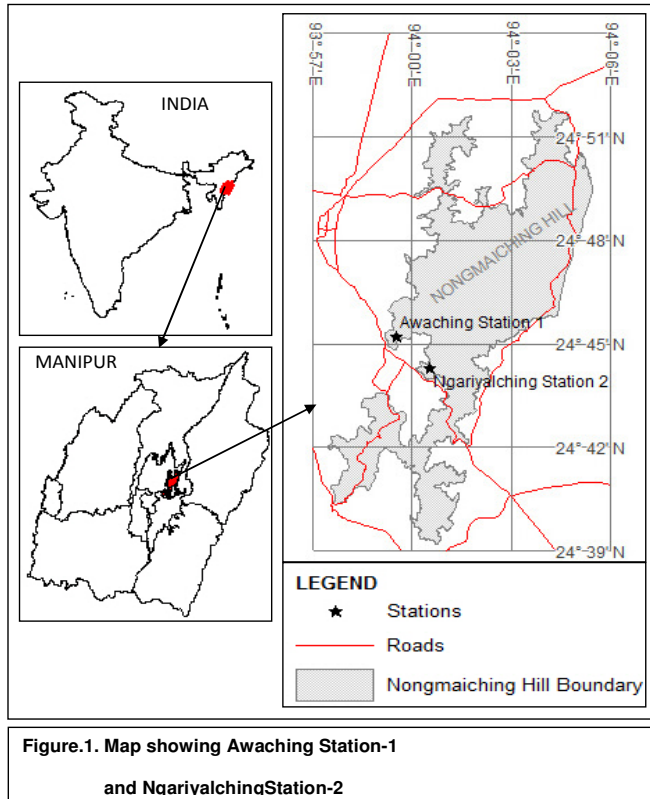 INDIA
MANIPUR
93°57'E
94°00'E
94°03'E
94°06'E
24°51'N
24°48'N
NONGMAICHING HILL
Awaching Station 1
24°45'N
Ngariyalching Station 2
24°42'N
24°39'N
LEGEND
Stations
Roads
Nongmaiching Hill Boundary
Figure.1. Map showing Awaching Station-1
and NgariyalchingStation-2